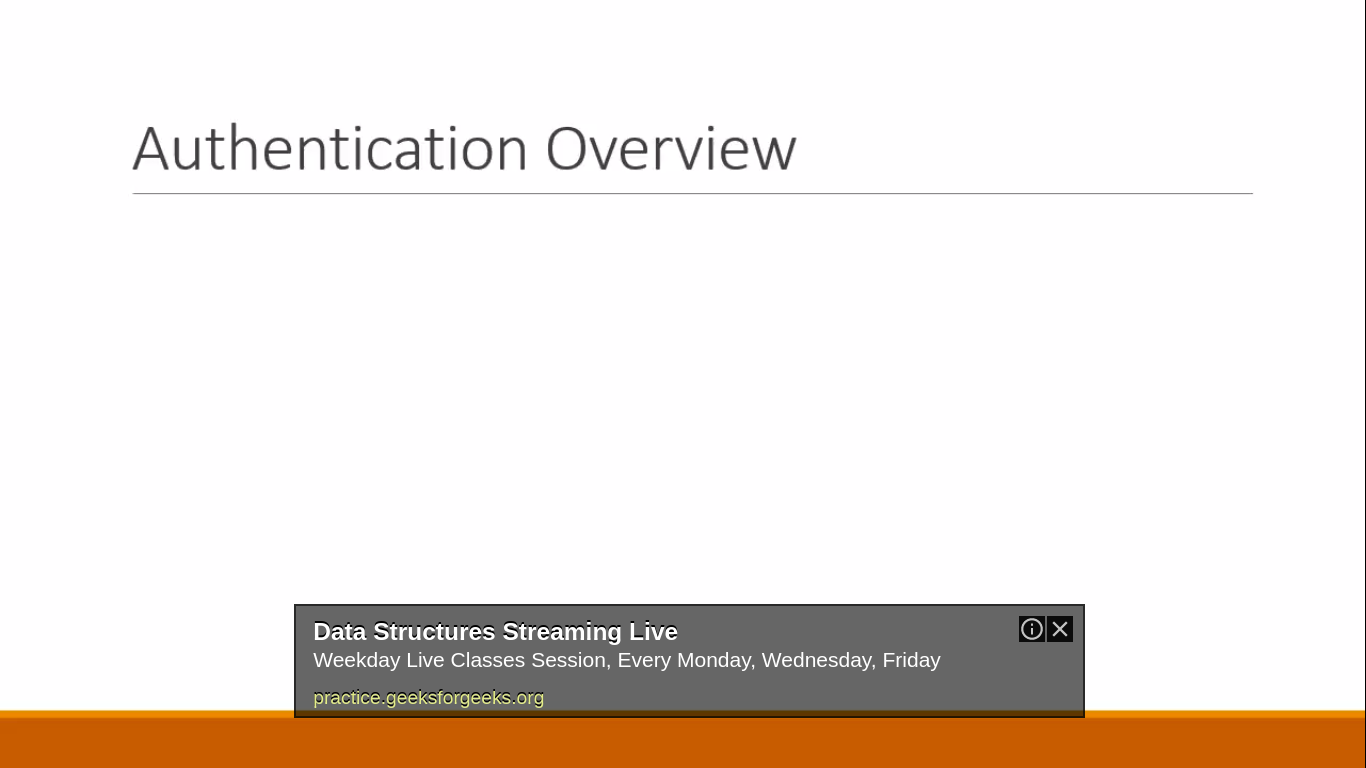 Authentication Overview
Data Structures Streaming Live
Weekday Live Classes Session, Every Monday, Wednesday, Friday
practice.geeksforgeeks.org